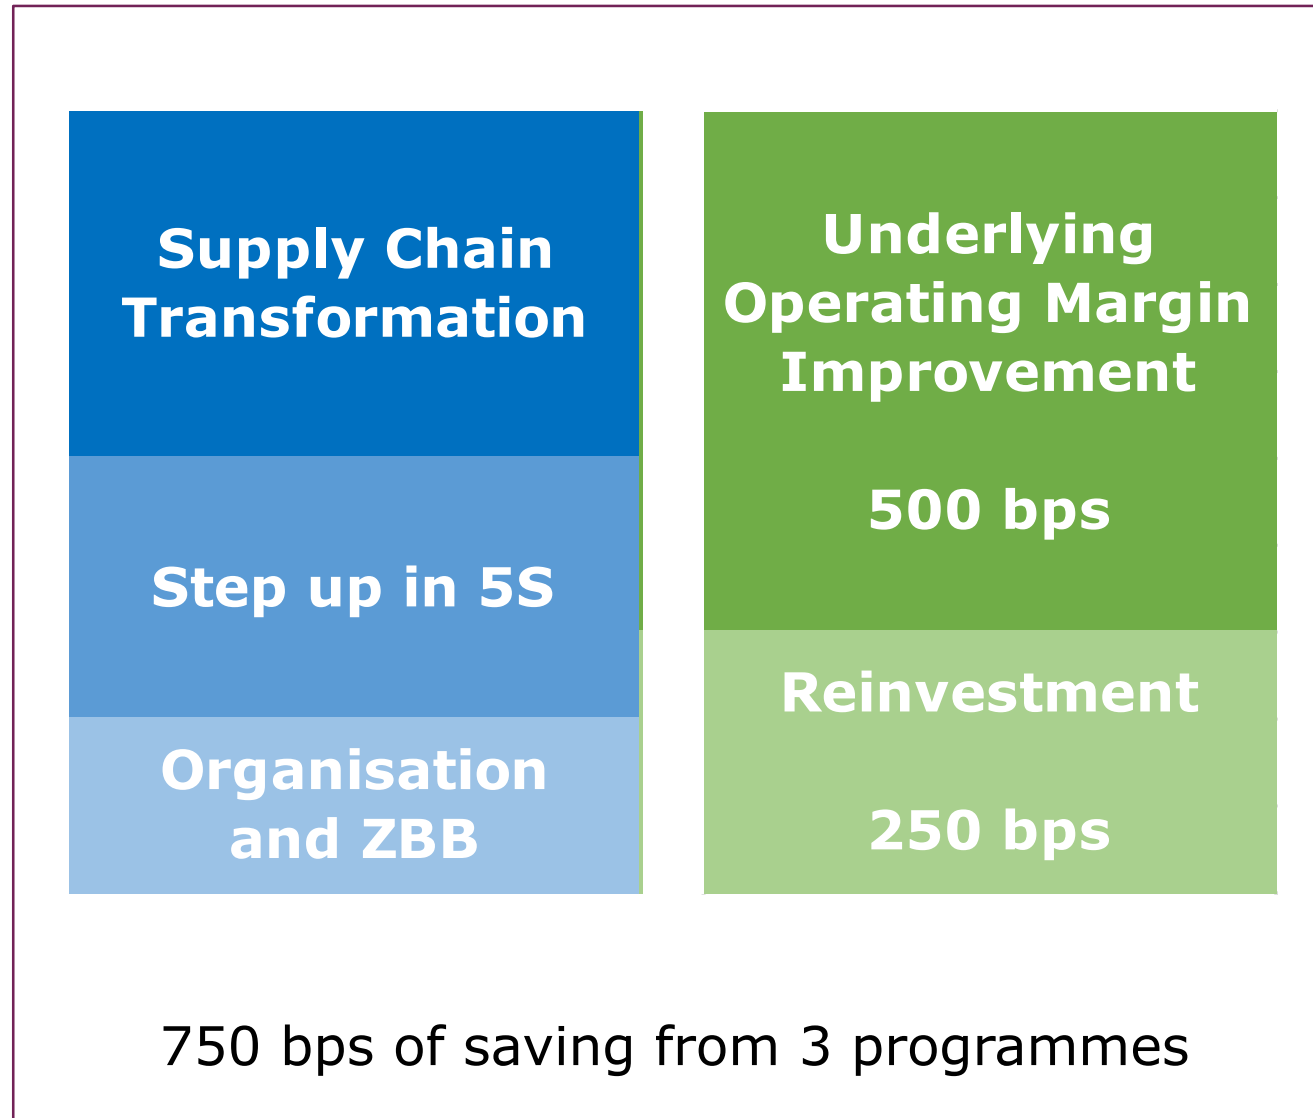 Supply Chain
Transformation
Step up in 5S
Organisation
and ZBB
Underlying
Operating Margin
Improvement
500 bps
Reinvestment
250 bps
750 bps of saving from 3 programmes